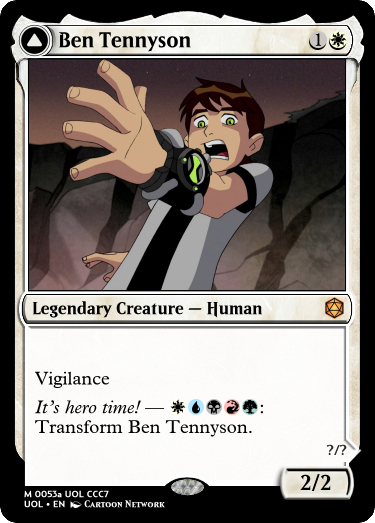 Ben Tennyson
1
Legendary Creature — Human
Vigilance
It's hero time! — :
Transform Ben Tennyson.
?/?
2/2
M 0053a UOL CCC7
UOL • EN Cartoon Network